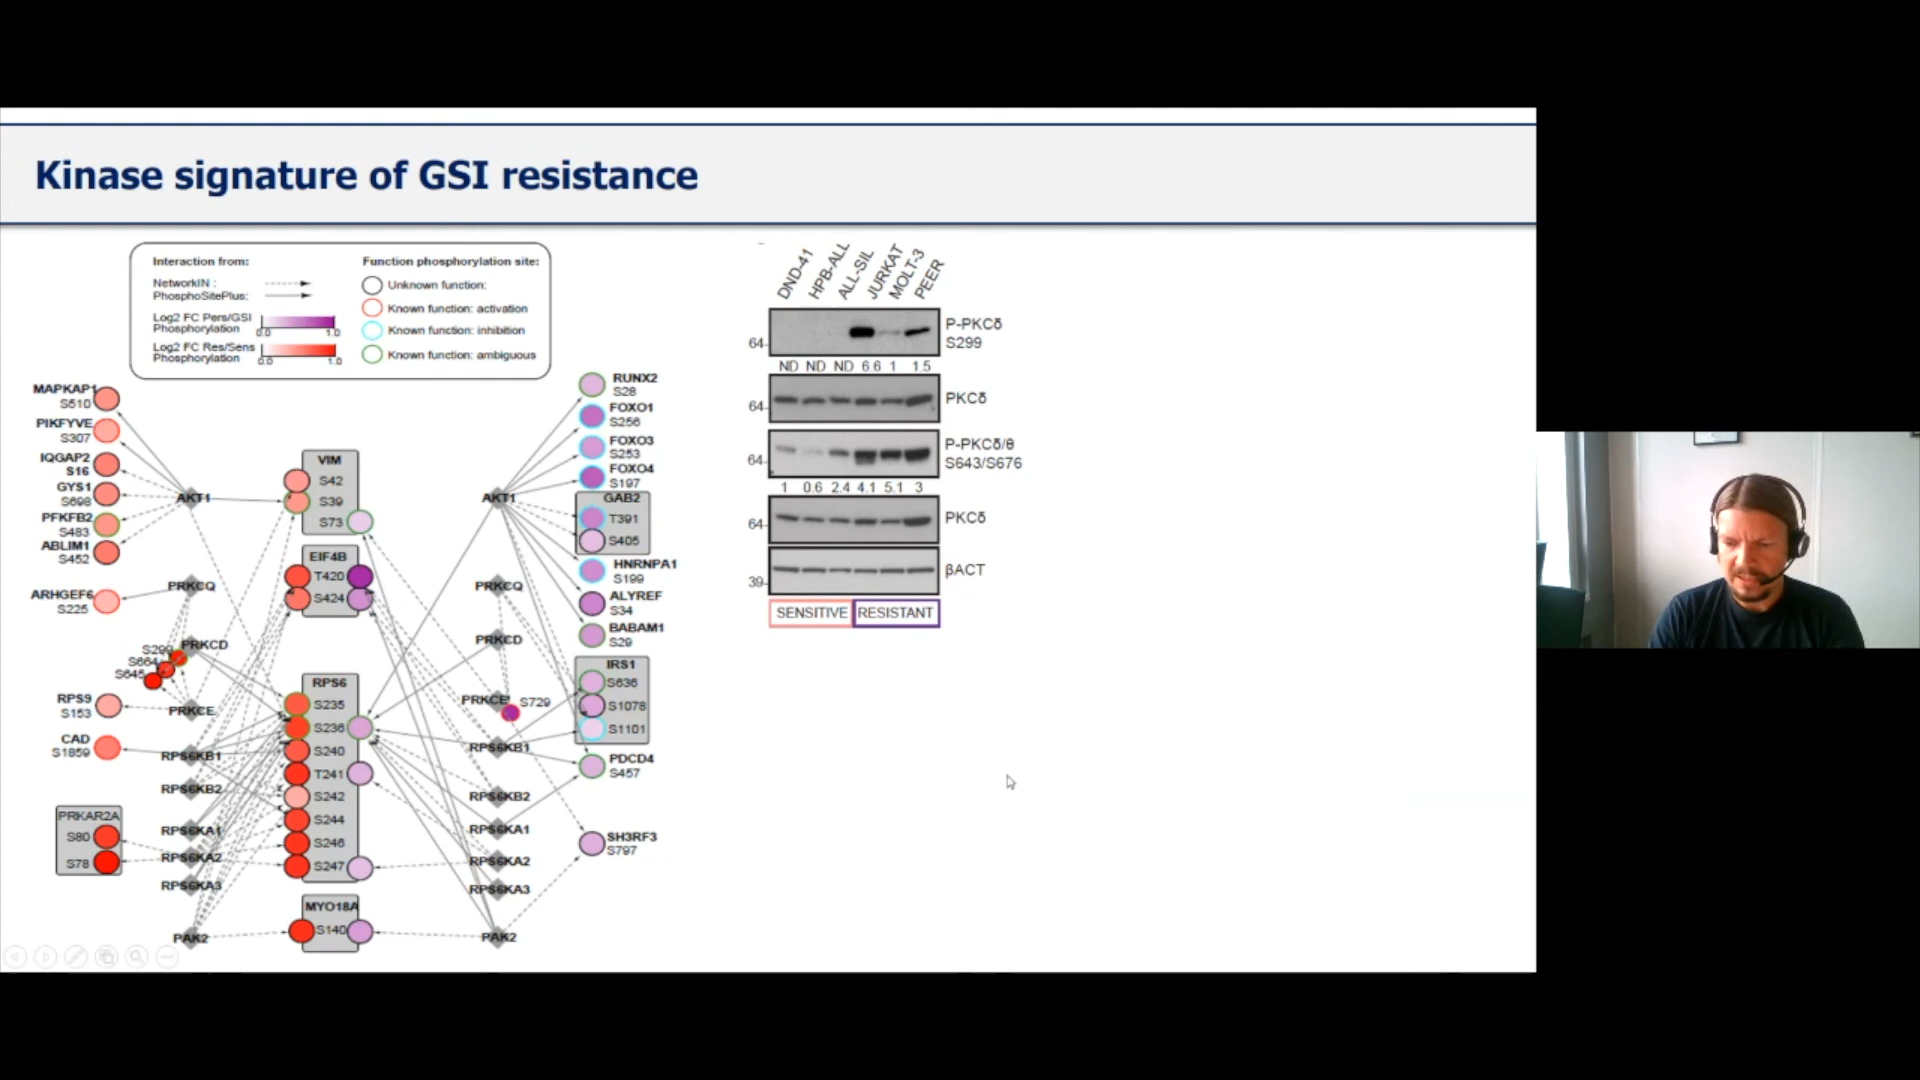 Kinase signature of GSI resistance
Interaction from:
NetworkIN :
PhosphoSitePlus:
Log2 FC Pers/GSI
Phosphorylation
0.0
1.0
Log2 FC Res/Sens
Phosphorylation
0.0
1.0
Function phosphorylation site:
Unknown function:
Known function: activation
Known function: inhibition
Known function: ambiguous
MAPKAP1
S510
PIKFYVE
S307
IQGAP2
S16
GYS1
S698
PFKFB2
S483
ABLIM1
S452
ARHGEF6
S225
S299
S664
S645
RPS9
S153
CAD
S1859
PRKAR2A
S80
S78
AKT1
PRKCQ
PRKCD
PRKCE
RPS6KB1
RPS6KB2
RPS6KA1
RPS6KA2
RPS6KA3
PAK2
VIM
S42
S39
S73
EIF4B
T420
S424
RPS6
S235
S236
S240
T241
S242
S244
S246
S247
MYO18A
S140
AKT1
PRKCQ
PRKCD
PRKCE
S729
RPS6KB1
RPS6KB2
RPS6KA1
RPS6KA2
RPS6KA3
PAK2
RUNX2
S28
FOXO1
S256
FOXO3
S253
FOXO4
S197
GAB2
T391
S405
HNRNPA1
S199
ALYREF
S34
BABAM1
S29
IRS1
S636
S1078
S1101
PDCD4
S457
SH3RF3
S797
DND-41
HPB-ALL
ALL-SIL
JURKAT
MOLT-3
PEER
64
P-PKCδ
S299
ND ND ND 6.6 1 1.5
64
PKCδ
64
P-PKCδ/θ
S643/S676
1 0.6 2.4 4.1 5.1 3
64
PKCδ
39
βACT
SENSITIVE RESISTANT